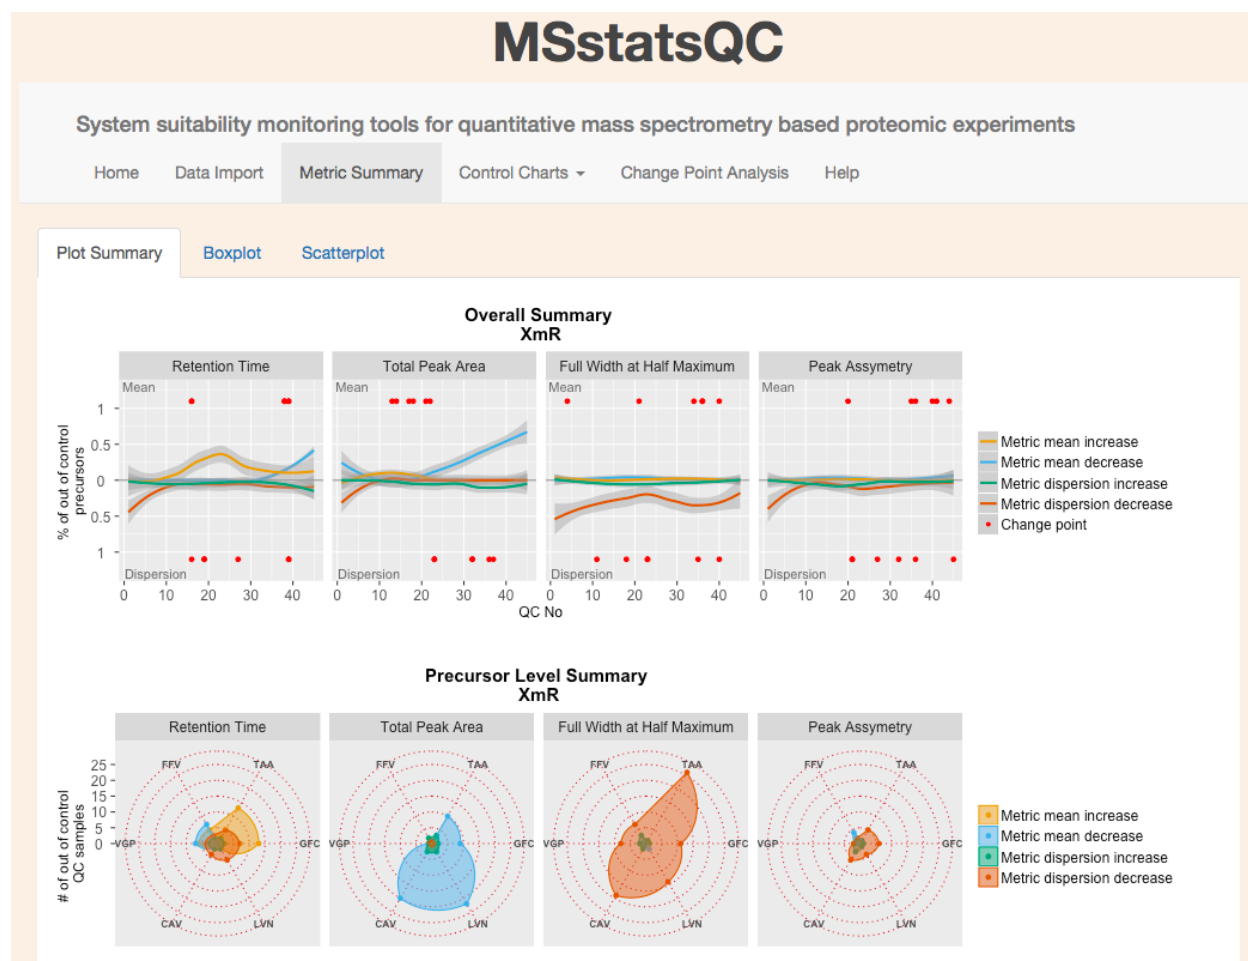 MSstatsQC
System suitability monitoring tools for quantitative mass spectrometry based proteomic experiments
Home Data Import Metric Summary Control Charts Change Point Analysis Help
Plot Summary Boxplot Scatterplot
Overall Summary
XmR
Retention Time Total Peak Area Full Width at Half Maximum Peak Assymetry
Mean Mean Mean Mean
1
0.5
0
0.5
1
% of out of control
precursors
Dispersion Dispersion Dispersion Dispersion
0 10 20 30 40 0 10 20 30 40 0 10 20 30 40 0 10 20 30 40
QC No
Metric mean increase
Metric mean decrease
Metric dispersion increase
Metric dispersion decrease
Change point
Precursor Level Summary
XmR
Retention Time Total Peak Area Full Width at Half Maximum Peak Assymetry
25
20
15
10
5
0
# of out of control
QC samples
FFV TAA FFV TAA FFV TAA FFV TAA
VGP GFC VGP GFC VGP GFC VGP GFC
CAV LVN CAV LVN CAV LVN CAV LVN
Metric mean increase
Metric mean decrease
Metric dispersion increase
Metric dispersion decrease